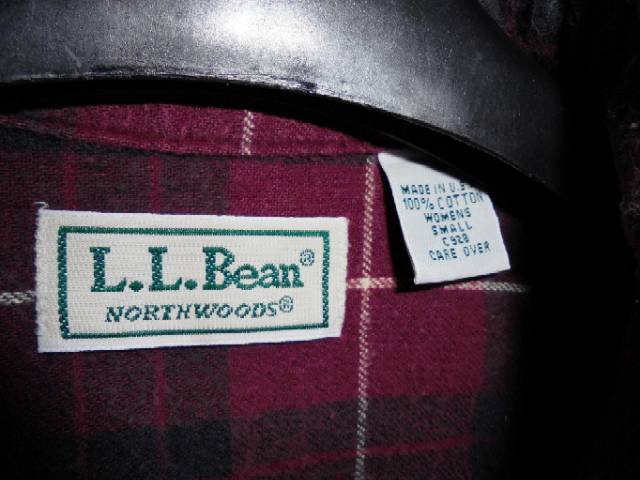 L.L.Bean®
NORTHWOODS®
MADE IN U.S.A
100% COTTON
WOMENS
SMALL
C928
CARE OVER